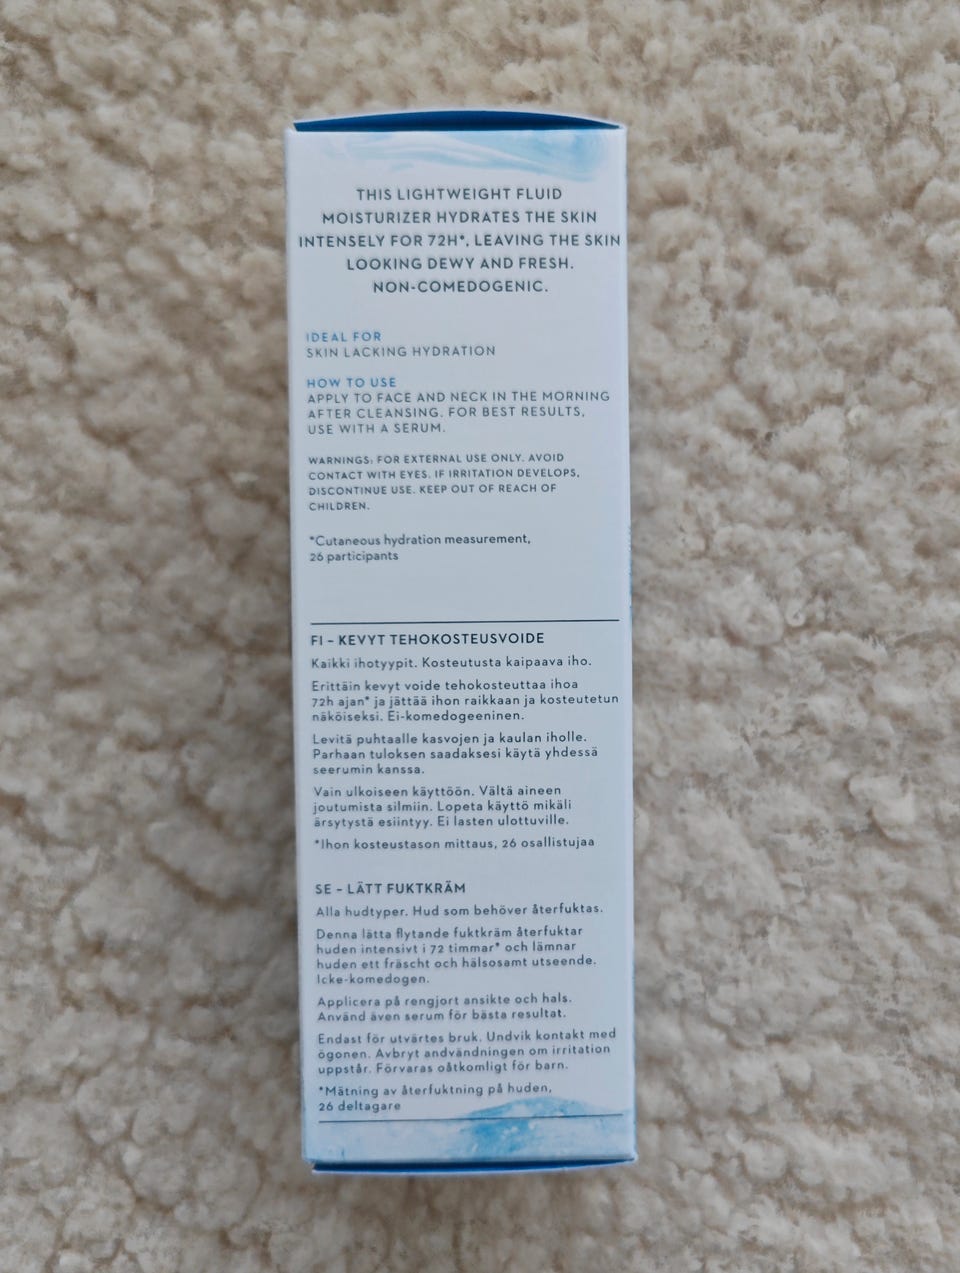 THIS LIGHTWEIGHT FLUID
MOISTURIZER HYDRATES THE SKIN
INTENSELY FOR 72H*, LEAVING THE SKIN
LOOKING DEWY AND FRESH.
NON-COMEDOGENIC.
IDEAL FOR
SKIN LACKING HYDRATION
HOW TO USE
APPLY TO FACE AND NECK IN THE MORNING
AFTER CLEANSING. FOR BEST RESULTS,
USE WITH A SERUM.
WARNINGS: FOR EXTERNAL USE ONLY. AVOID
CONTACT WITH EYES. IF IRRITATION DEVELOPS,
DISCONTINUE USE. KEEP OUT OF REACH OF
CHILDREN.
*Cutaneous hydration measurement,
26 participants
FI – KEVYT TEHOKOSTEUSVOIDE
Kaikki ihotyypit. Kosteutusta kaipaava iho.
Erittäin kevyt voide tehokosteuttaa ihoa
72h ajan* ja jättää ihon raikkaan ja kosteutetun
näköiseksi. Ei-komedogeeninen.
Levitä puhtaalle kasvojen ja kaulan iholle.
Parhaan tuloksen saadaksesi käytä yhdessä
seerumin kanssa.
Vain ulkoiseen käyttöön. Vältä aineen
joutumista silmiin. Lopeta käyttö mikäli
ärsytystä esiintyy. Ei lasten ulottuville.
*Ihon kosteustason mittaus, 26 osallistujaa
SE – LÄTT FUKTKRÄM
Alla hudtyper. Hud som behöver återfuktas.
Denna lätta flytande fuktkräm återfuktar
huden intensivt i 72 timmar* och lämnar
huden ett fräscht och hälsosamt utseende.
Icke-komedogen.
Applicera på rengjort ansikte och hals.
Använd även serum för bästa resultat.
Endast för utvärtes bruk. Undvik kontakt med
ögonen. Avbryt andvändningen om irritation
uppstår. Förvaras oåtkomligt för barn.
*Mätning av återfuktning på huden,
26 deltagare